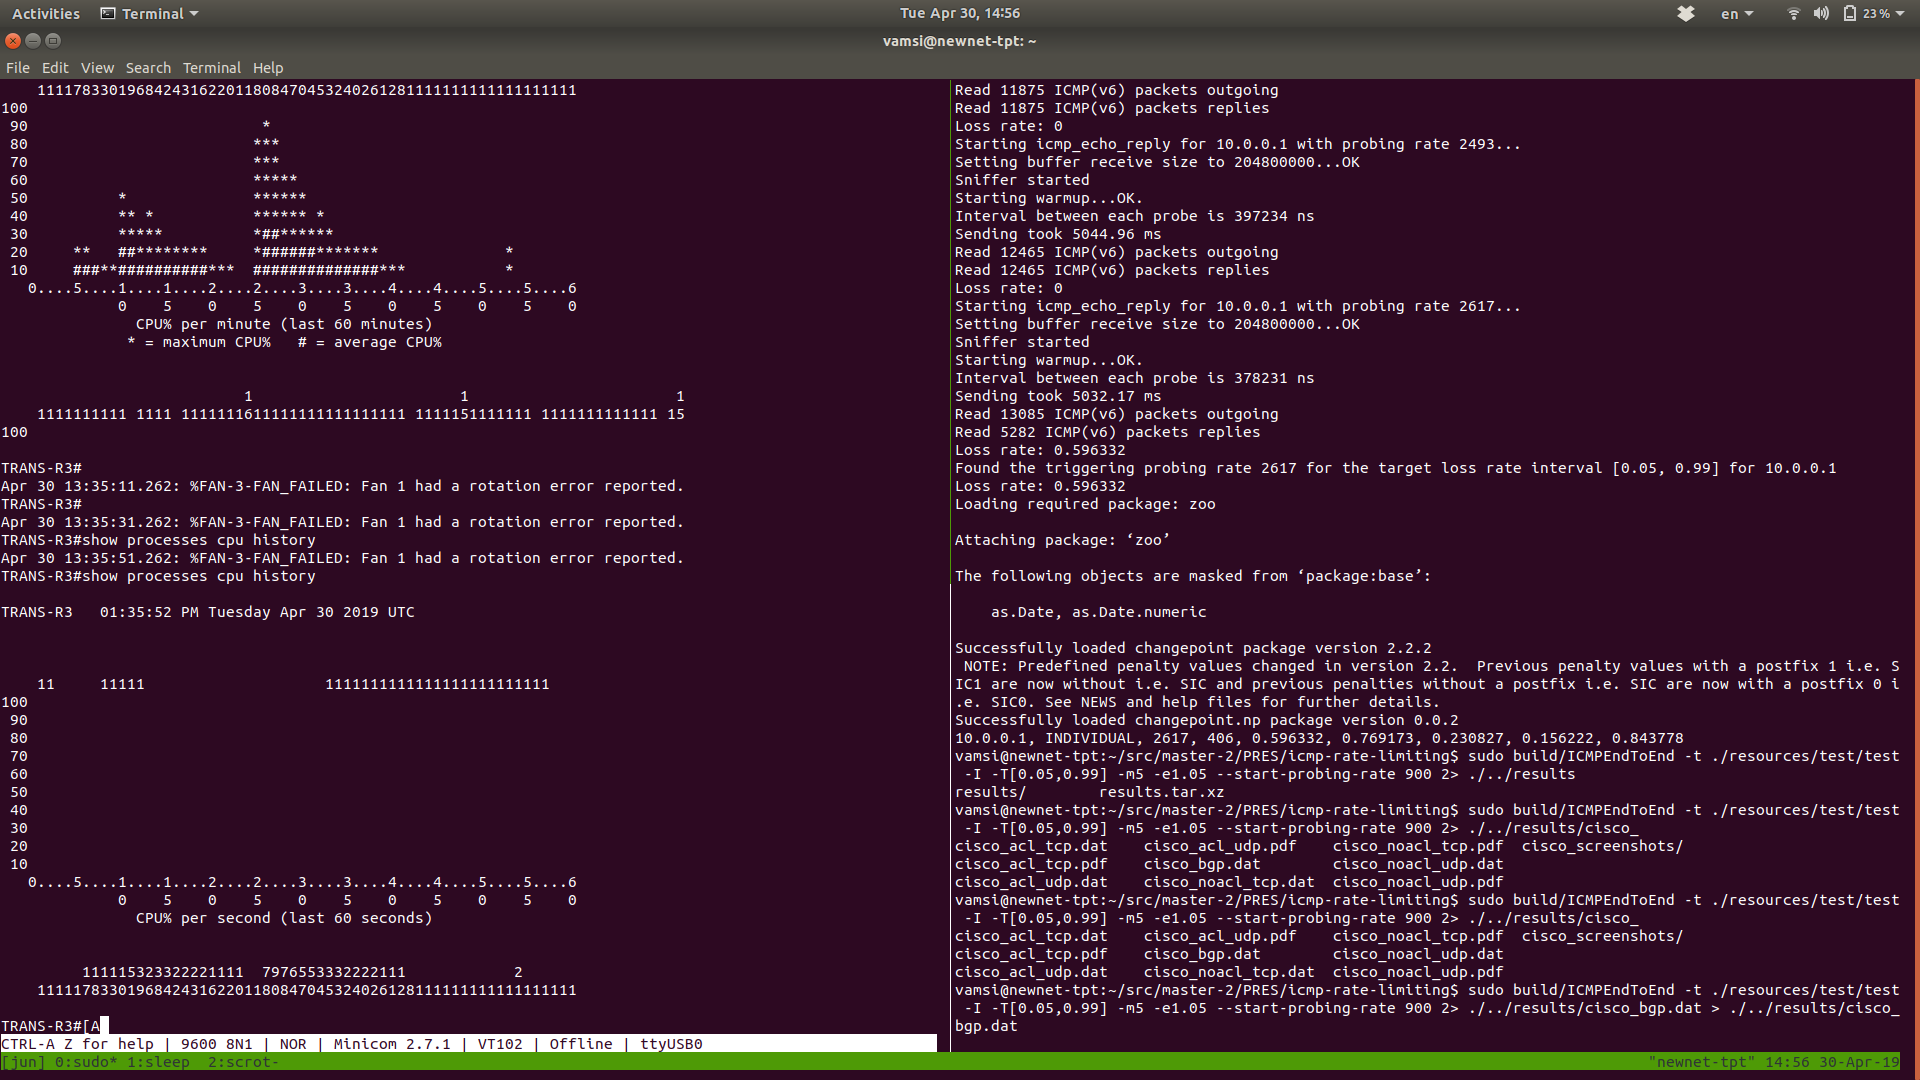 Activities Terminal Tue Apr 30, 14:56 en 23 %
vamsi@newnet-tpt: ~
File Edit View Search Terminal Help
    111178330196842431622011808470453240261281111111111111111111
100
 90                          *
 80                         ***
 70                         ***
 60                         *****
 50          *              ******
 40          ** *           ****** *
 30          *****          *##******
 20     **   ##********     *######*******              *
 10     ###**##########***  ##############***           *
   0....5....1....1....2....2....3....3....4....4....5....5....6
             0    5    0    5    0    5    0    5    0    5    0
               CPU% per minute (last 60 minutes)
              * = maximum CPU%   # = average CPU%
                           1                       1                       1
    1111111111 1111 1111111611111111111111111 1111151111111 1111111111111 15
100
TRANS-R3#
Apr 30 13:35:11.262: %FAN-3-FAN_FAILED: Fan 1 had a rotation error reported.
TRANS-R3#
Apr 30 13:35:31.262: %FAN-3-FAN_FAILED: Fan 1 had a rotation error reported.
TRANS-R3#show processes cpu history
Apr 30 13:35:51.262: %FAN-3-FAN_FAILED: Fan 1 had a rotation error reported.
TRANS-R3#show processes cpu history
TRANS-R3   01:35:52 PM Tuesday Apr 30 2019 UTC
    11     11111                    1111111111111111111111111
100
 90
 80
 70
 60
 50
 40
 30
 20
 10
   0....5....1....1....2....2....3....3....4....4....5....5....6
             0    5    0    5    0    5    0    5    0    5    0
               CPU% per second (last 60 seconds)
         111115323322221111  7976553332222111            2
    111117833019684243162201180847045324026128111111111111111111
TRANS-R3#[A
CTRL-A Z for help | 9600 8N1 | NOR | Minicom 2.7.1 | VT102 | Offline | ttyUSB0
Read 11875 ICMP(v6) packets outgoing
Read 11875 ICMP(v6) packets replies
Loss rate: 0
Starting icmp_echo_reply for 10.0.0.1 with probing rate 2493...
Setting buffer receive size to 204800000...OK
Sniffer started
Starting warmup...OK.
Interval between each probe is 397234 ns
Sending took 5044.96 ms
Read 12465 ICMP(v6) packets outgoing
Read 12465 ICMP(v6) packets replies
Loss rate: 0
Starting icmp_echo_reply for 10.0.0.1 with probing rate 2617...
Setting buffer receive size to 204800000...OK
Sniffer started
Starting warmup...OK.
Interval between each probe is 378231 ns
Sending took 5032.17 ms
Read 13085 ICMP(v6) packets outgoing
Read 5282 ICMP(v6) packets replies
Loss rate: 0.596332
Found the triggering probing rate 2617 for the target loss rate interval [0.05, 0.99] for 10.0.0.1
Loss rate: 0.596332
Loading required package: zoo
Attaching package: ‘zoo’
The following objects are masked from ‘package:base’:
    as.Date, as.Date.numeric
Successfully loaded changepoint package version 2.2.2
 NOTE: Predefined penalty values changed in version 2.2.  Previous penalty values with a postfix 1 i.e. S
IC1 are now without i.e. SIC and previous penalties without a postfix i.e. SIC are now with a postfix 0 i
.e. SIC0. See NEWS and help files for further details.
Successfully loaded changepoint.np package version 0.0.2
10.0.0.1, INDIVIDUAL, 2617, 406, 0.596332, 0.769173, 0.230827, 0.156222, 0.843778
vamsi@newnet-tpt:~/src/master-2/PRES/icmp-rate-limiting$ sudo build/ICMPEndToEnd -t ./resources/test/test
 -I -T[0.05,0.99] -m5 -e1.05 --start-probing-rate 900 2> ./../results
results/        results.tar.xz
vamsi@newnet-tpt:~/src/master-2/PRES/icmp-rate-limiting$ sudo build/ICMPEndToEnd -t ./resources/test/test
 -I -T[0.05,0.99] -m5 -e1.05 --start-probing-rate 900 2> ./../results/cisco_
cisco_acl_tcp.dat    cisco_acl_udp.pdf    cisco_noacl_tcp.pdf  cisco_screenshots/
cisco_acl_tcp.pdf    cisco_bgp.dat        cisco_noacl_udp.dat
cisco_acl_udp.dat    cisco_noacl_tcp.dat  cisco_noacl_udp.pdf
vamsi@newnet-tpt:~/src/master-2/PRES/icmp-rate-limiting$ sudo build/ICMPEndToEnd -t ./resources/test/test
 -I -T[0.05,0.99] -m5 -e1.05 --start-probing-rate 900 2> ./../results/cisco_
cisco_acl_tcp.dat    cisco_acl_udp.pdf    cisco_noacl_tcp.pdf  cisco_screenshots/
cisco_acl_tcp.pdf    cisco_bgp.dat        cisco_noacl_udp.dat
cisco_acl_udp.dat    cisco_noacl_tcp.dat  cisco_noacl_udp.pdf
vamsi@newnet-tpt:~/src/master-2/PRES/icmp-rate-limiting$ sudo build/ICMPEndToEnd -t ./resources/test/test
 -I -T[0.05,0.99] -m5 -e1.05 --start-probing-rate 900 2> ./../results/cisco_bgp.dat > ./../results/cisco_
bgp.dat
[jun] 0:sudo* 1:sleep  2:scrot- "newnet-tpt" 14:56 30-Apr-19